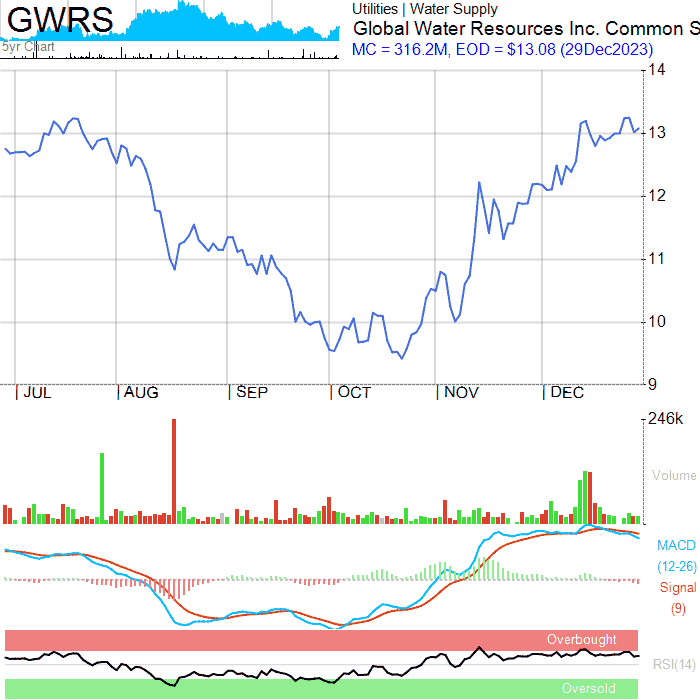 GWRS
5yr Chart
Utilities | Water Supply
Global Water Resources Inc. Common S
MC = 316.2M, EOD = $13.08 (29Dec2023)
14
13
12
11
10
9
| JUL | AUG | SEP | OCT | NOV | DEC
246k
Volume
MACD
(12-26)
Signal
(9)
Overbought
RSI(14)
Oversold